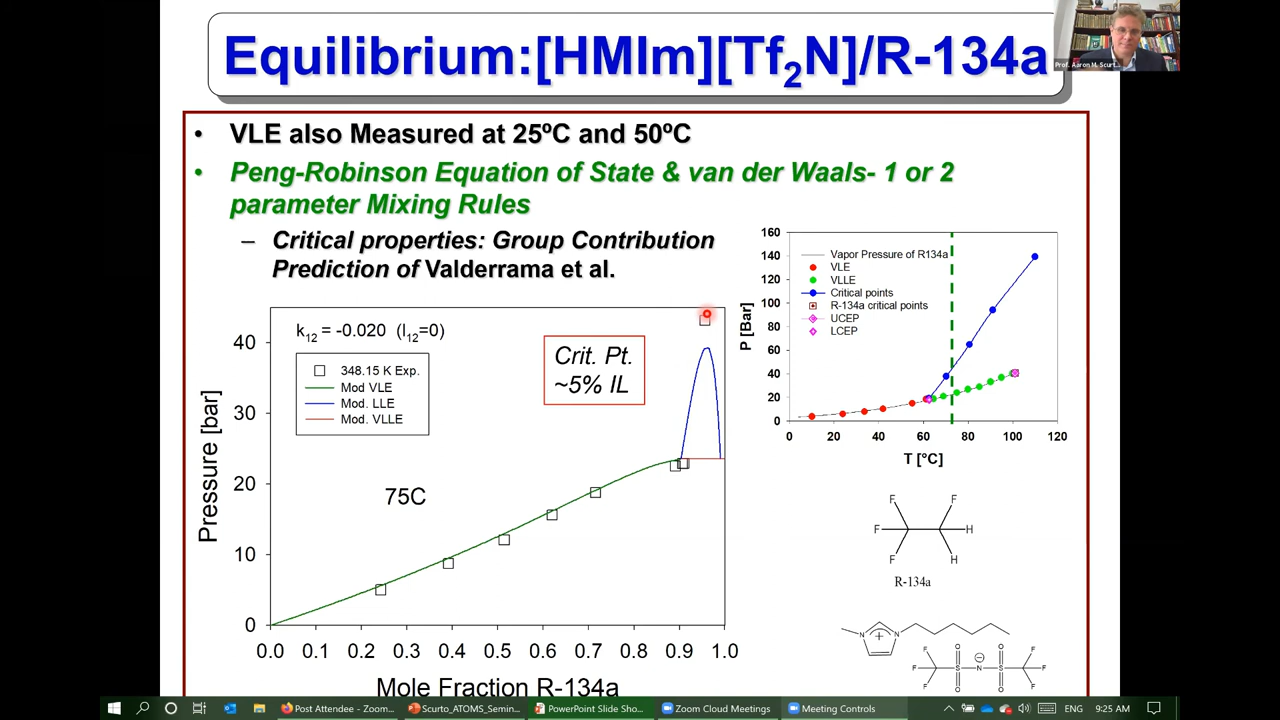 Equilibrium:[HMIm][Tf2N]/R-134a
Prof. Aaron M. Scurt...
• VLE also Measured at 25ºC and 50ºC
• Peng-Robinson Equation of State & van der Waals- 1 or 2
parameter Mixing Rules
– Critical properties: Group Contribution
Prediction of Valderrama et al.
k12 = -0.020 (l12=0)
348.15 K Exp.
Mod VLE
Mod. LLE
Mod. VLLE
Crit. Pt.
~5% IL
75C
Pressure [bar]
40
30
20
10
0
0.0 0.1 0.2 0.3 0.4 0.5 0.6 0.7 0.8 0.9 1.0
Mole Fraction R-134a
160
140
120
100
80
60
40
20
0
P [Bar]
Vapor Pressure of R134a
VLE
VLLE
Critical points
R-134a critical points
UCEP
LCEP
0 20 40 60 80 100 120
T [°C]
F F
F H
F H
R-134a
N + N
O O
F F
F S N S F
F F
O O
Post Attendee - Zoom... Scurto_ATOMS_Semin... PowerPoint Slide Sho... Zoom Cloud Meetings Meeting Controls ENG 9:25 AM